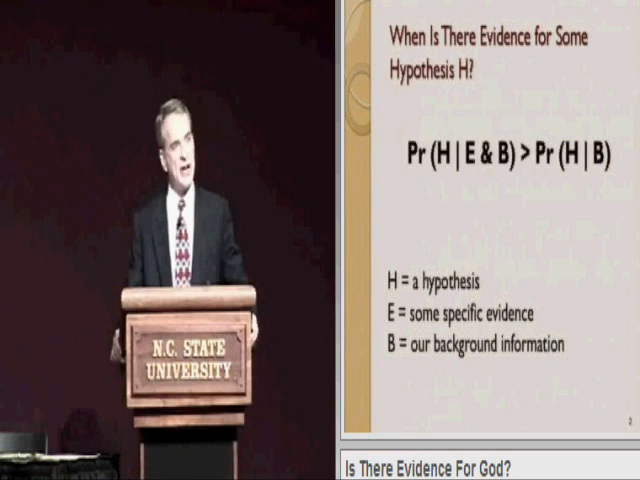 When Is There Evidence for Some
Hypothesis H?
Pr (H | E & B) > Pr (H | B)
H = a hypothesis
E = some specific evidence
B = our background information
N.C. STATE
UNIVERSITY
Is There Evidence For God?